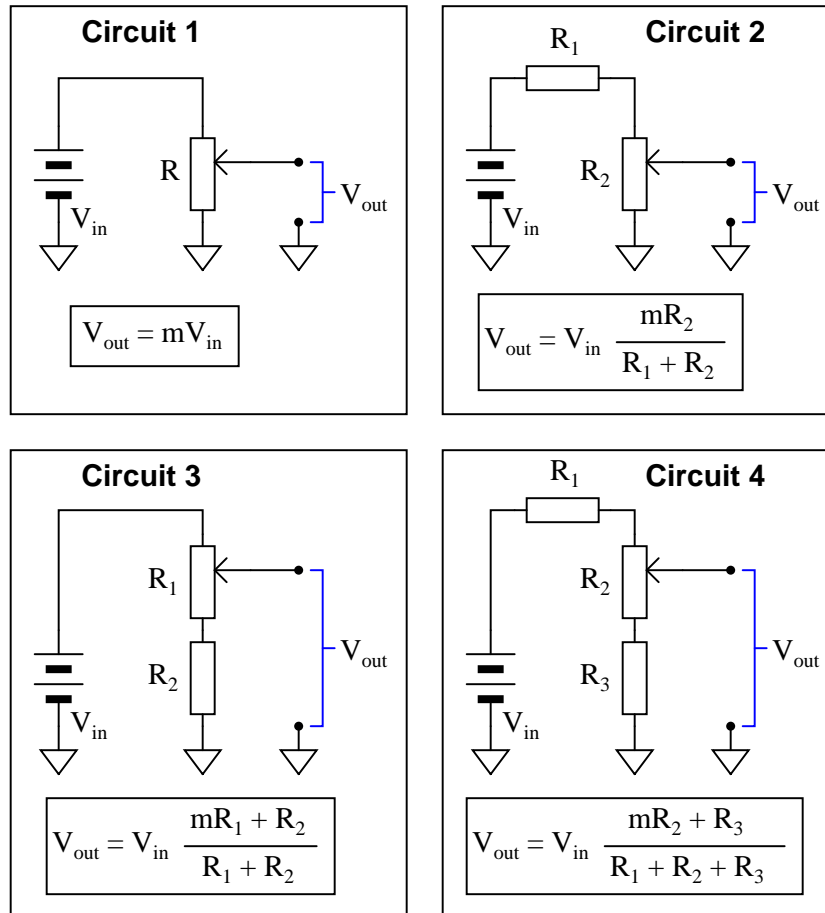 Circuit 1
R
V_in
V_out
V_out = mV_in
Circuit 2
R_1
R_2
V_in
V_out
V_out = V_in mR_2 / (R_1 + R_2)
Circuit 3
R_1
R_2
V_in
V_out
V_out = V_in (mR_1 + R_2) / (R_1 + R_2)
Circuit 4
R_1
R_2
R_3
V_in
V_out
V_out = V_in (mR_2 + R_3) / (R_1 + R_2 + R_3)